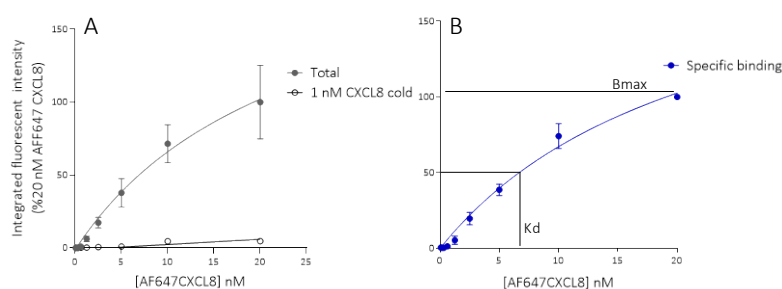 A
B
Integrated fluorescent intensity
(%20 nM AFF647 CXCL8)
150
100
50
0
0
5
10
15
20
25
[AF647CXCL8] nM
Total
1 nM CXCL8 cold
150
100
50
0
0
5
10
15
20
[AF647CXCL8] nM
Bmax
Kd
Specific binding